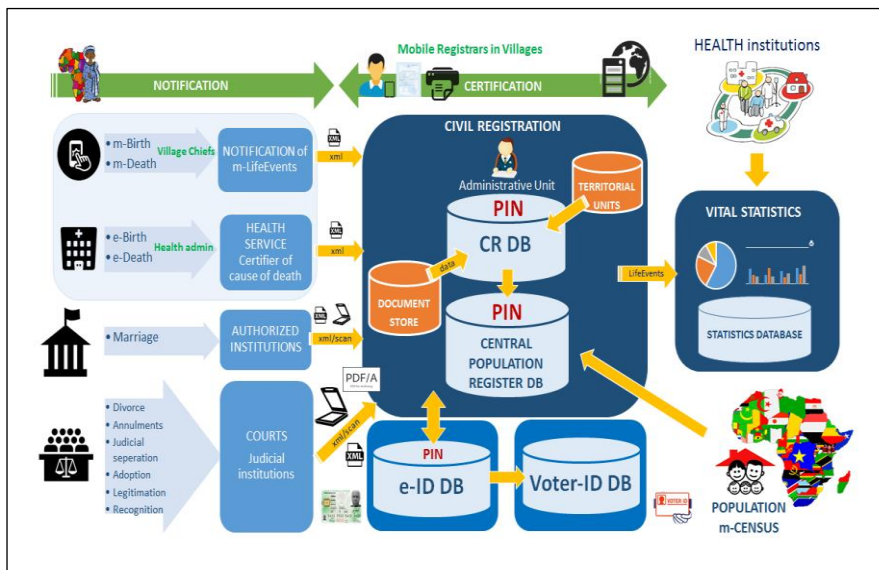 Mobile Registrars in Villages
HEALTH institutions
NOTIFICATION
CERTIFICATION
• m-Birth
• m-Death
Village Chiefs
NOTIFICATION of
m-LifeEvents
XML
xml
• e-Birth
• e-Death
Health admin
HEALTH
SERVICE
Certifier of
cause of death
XML
xml
• Marriage
AUTHORIZED
INSTITUTIONS
XML
xml/scan
• Divorce
• Annulments
• Judicial
seperation
• Adoption
• Legitimation
• Recognition
COURTS
Judicial
institutions
PDF/A
xml/scan
XML
CIVIL REGISTRATION
Administrative Unit
TERRITORIAL
UNITS
PIN
CR DB
data
DOCUMENT
STORE
PIN
CENTRAL
POPULATION
REGISTER DB
LifeEvents
VITAL STATISTICS
STATISTICS DATABASE
PIN
e-ID DB
Voter-ID DB
VOTER ID
POPULATION
m-CENSUS